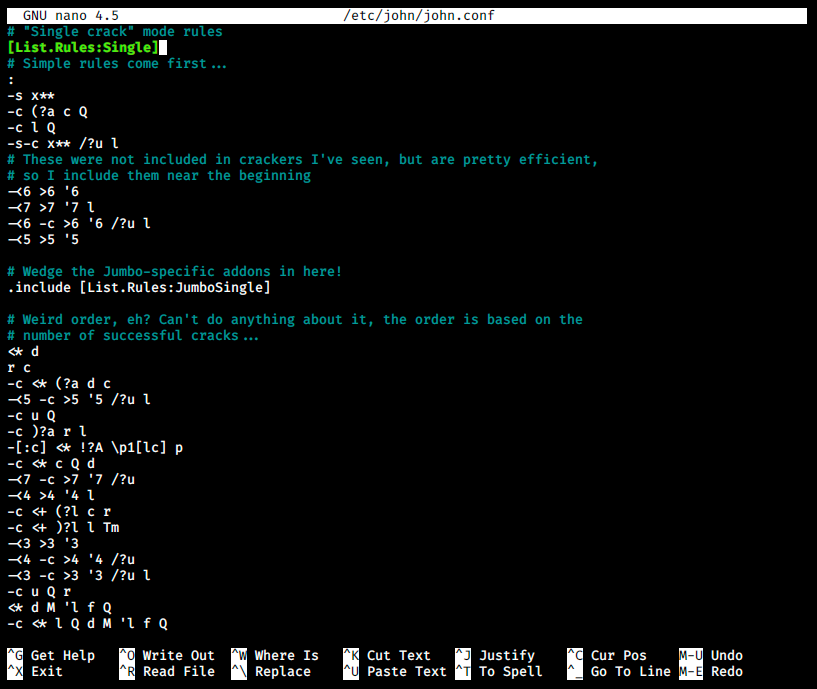 GNU nano 4.5 /etc/john/john.conf
# "Single crack" mode rules
[List.Rules:Single]
# Simple rules come first...
:
-s x**
-c (?a c Q
-c l Q
-s-c x** /?u l
# These were not included in crackers I've seen, but are pretty efficient,
# so I include them near the beginning
-<6 >6 '6
-<7 >7 '7 l
-<6 -c >6 '6 /?u l
-<5 >5 '5
# Wedge the Jumbo-specific addons in here!
.include [List.Rules:JumboSingle]
# Weird order, eh? Can't do anything about it, the order is based on the
# number of successful cracks...
<* d
r c
-c <* (?a d c
-<5 -c >5 '5 /?u l
-c u Q
-c )?a r l
-[:c] <* !?A \p1[lc] p
-c <* c Q d
-<7 -c >7 '7 /?u
-<4 >4 '4 l
-c <+ (?l c r
-c <+ )?l l Tm
-<3 >3 '3
-<4 -c >4 '4 /?u
-<3 -c >3 '3 /?u l
-c u Q r
<* d M 'l f Q
-c <* l Q d M 'l f Q
^G Get Help ^O Write Out ^W Where Is ^K Cut Text ^J Justify ^C Cur Pos M-U Undo
^X Exit ^R Read File ^\ Replace ^U Paste Text ^T To Spell ^_ Go To Line M-E Redo